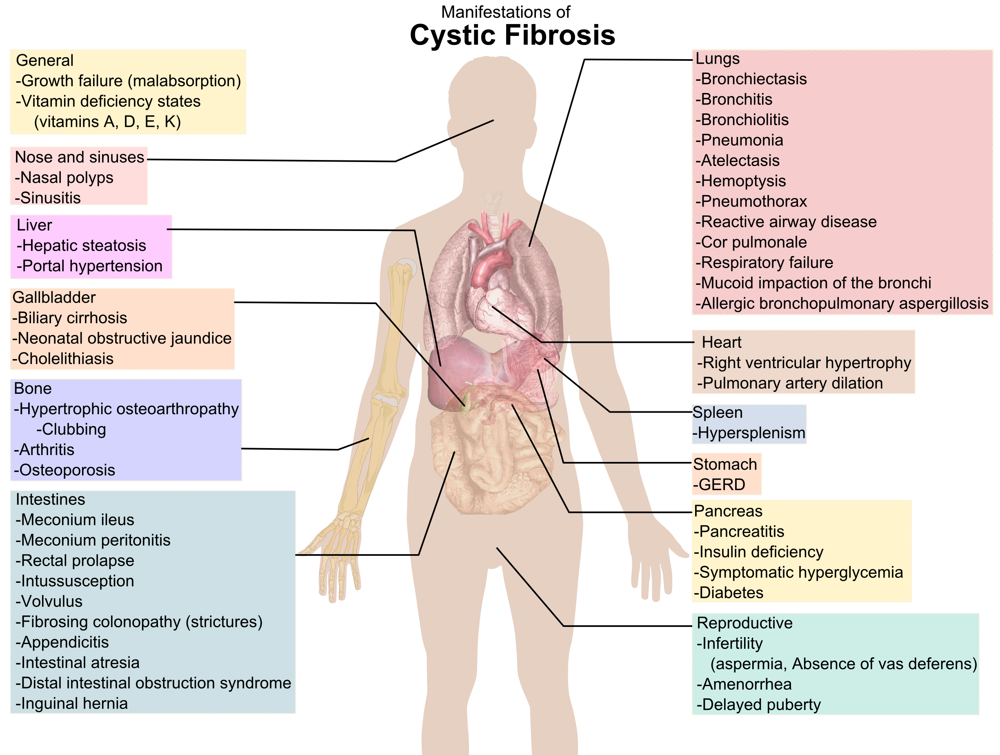 Manifestations of
Cystic Fibrosis
General
-Growth failure (malabsorption)
-Vitamin deficiency states
(vitamins A, D, E, K)
Nose and sinuses
-Nasal polyps
-Sinusitis
Liver
-Hepatic steatosis
-Portal hypertension
Gallbladder
-Biliary cirrhosis
-Neonatal obstructive jaundice
-Cholelithiasis
Bone
-Hypertrophic osteoarthropathy
-Clubbing
-Arthritis
-Osteoporosis
Intestines
-Meconium ileus
-Meconium peritonitis
-Rectal prolapse
-Intussusception
-Volvulus
-Fibrosing colonopathy (strictures)
-Appendicitis
-Intestinal atresia
-Distal intestinal obstruction syndrome
-Inguinal hernia
Lungs
-Bronchiectasis
-Bronchitis
-Bronchiolitis
-Pneumonia
-Atelectasis
-Hemoptysis
-Pneumothorax
-Reactive airway disease
-Cor pulmonale
-Respiratory failure
-Mucoid impaction of the bronchi
-Allergic bronchopulmonary aspergillosis
Heart
-Right ventricular hypertrophy
-Pulmonary artery dilation
Spleen
-Hypersplenism
Stomach
-GERD
Pancreas
-Pancreatitis
-Insulin deficiency
-Symptomatic hyperglycemia
-Diabetes
Reproductive
-Infertility
(aspermia, Absence of vas deferens)
-Amenorrhea
-Delayed puberty